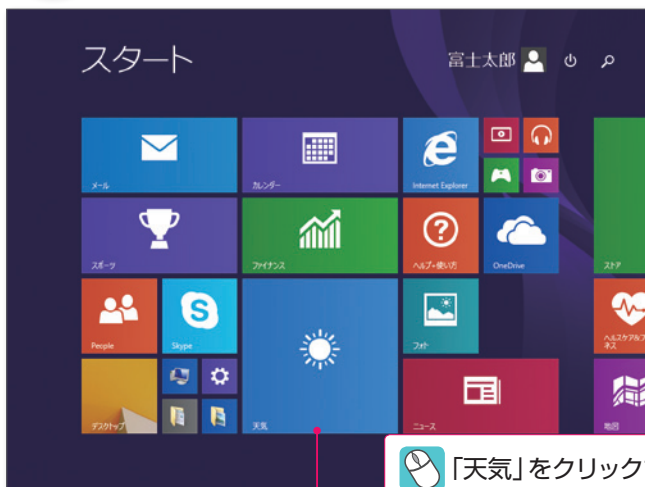 スタート
富士太郎
メール
カレンダー
Internet Explorer
スポーツ
ファイナンス
ヘルプ+使い方
OneDrive
ストア
People
Skype
フォト
ヘルスケア&フ
ネス
デスクトップ
天気
ニュース
地図
「天気」をクリック